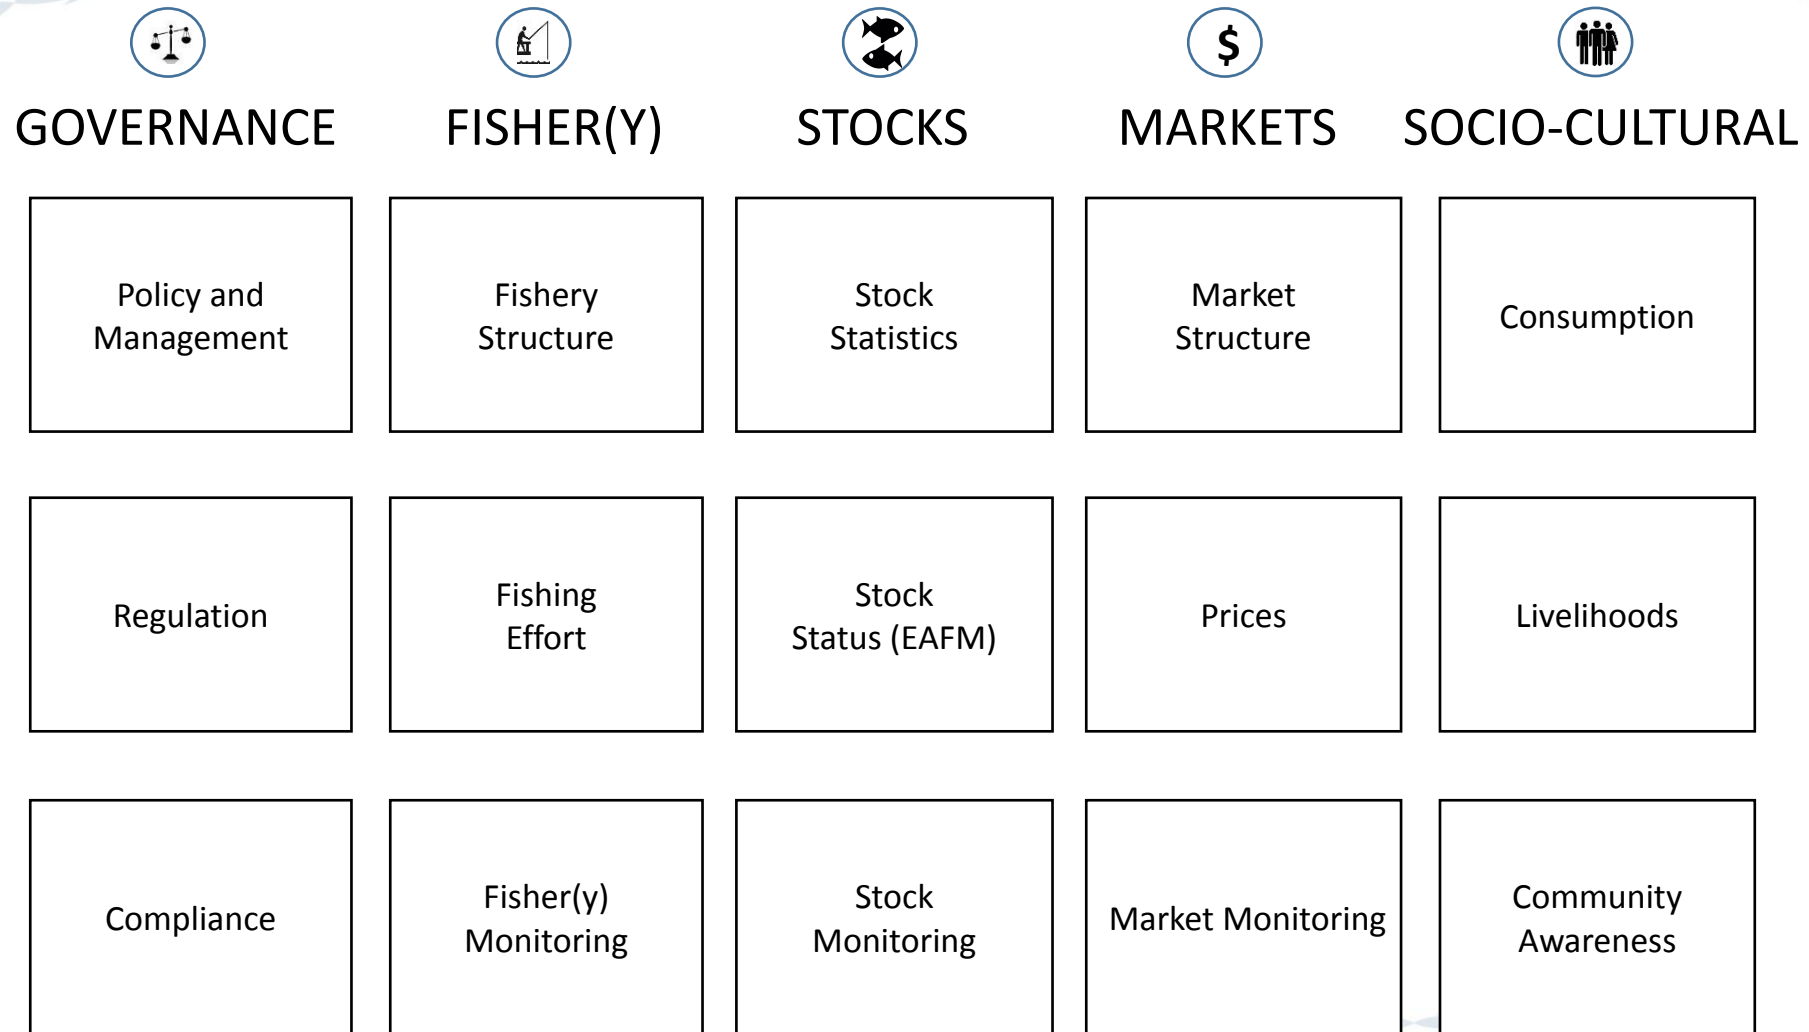 $
GOVERNANCE
FISHER(Y)
STOCKS
MARKETS
SOCIO-CULTURAL
Policy and
Management
Fishery
Structure
Stock
Statistics
Market
Structure
Consumption
Regulation
Fishing
Effort
Stock
Status (EAFM)
Prices
Livelihoods
Compliance
Fisher(y)
Monitoring
Stock
Monitoring
Market Monitoring
Community
Awareness